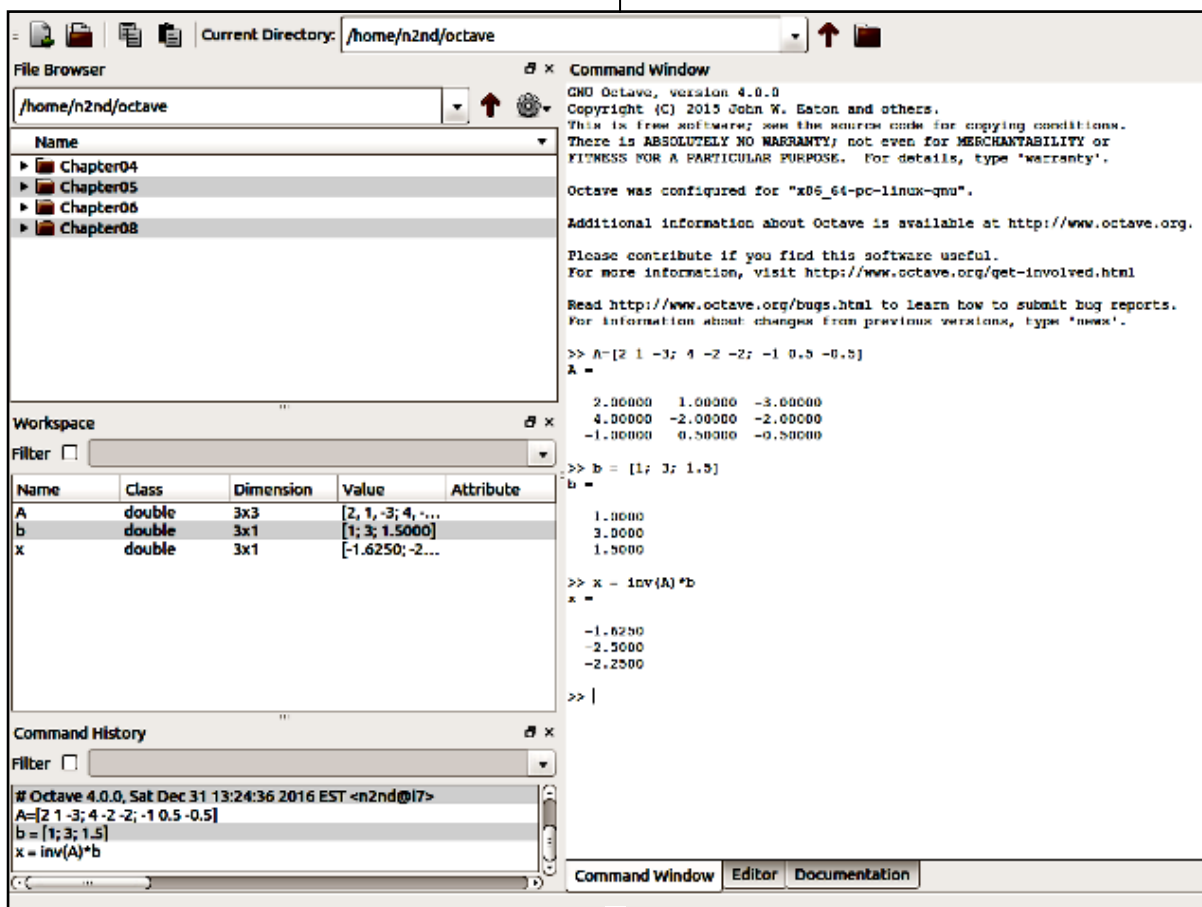 Current Directory: /home/n2nd/octave
File Browser
/home/n2nd/octave
Name
Chapter04
Chapter05
Chapter06
Chapter08
Workspace
Filter
Name Class Dimension Value Attribute
A double 3x3 [2, 1, -3; 4, -...
b double 3x1 [1; 3; 1.5000]
x double 3x1 [-1.6250; -2...
Command History
Filter
# Octave 4.0.0, Sat Dec 31 13:24:36 2016 EST <n2nd@i7>
A=[2 1 -3; 4 -2 -2; -1 0.5 -0.5]
b = [1; 3; 1.5]
x = inv(A)*b
Command Window
GNU Octave, version 4.0.0
Copyright (C) 2015 John W. Eaton and others.
This is free software; see the source code for copying conditions.
There is ABSOLUTELY NO WARRANTY; not even for MERCHANTABILITY or
FITNESS FOR A PARTICULAR PURPOSE. For details, type 'warranty'.
Octave was configured for "x86_64-pc-linux-gnu".
Additional information about Octave is available at http://www.octave.org.
Please contribute if you find this software useful.
For more information, visit http://www.octave.org/get-involved.html
Read http://www.octave.org/bugs.html to learn how to submit bug reports.
For information about changes from previous versions, type 'news'.
>> A=[2 1 -3; 4 -2 -2; -1 0.5 -0.5]
A =
2.00000 1.00000 -3.00000
4.00000 -2.00000 -2.00000
-1.00000 0.50000 -0.50000
>> b = [1; 3; 1.5]
b =
1.0000
3.0000
1.5000
>> x = inv(A)*b
x =
-1.6250
-2.5000
-2.2500
>>
Command Window Editor Documentation